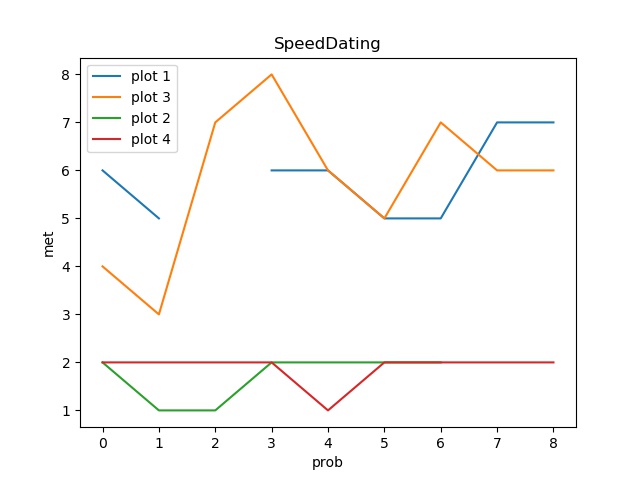 SpeedDating
plot 1
plot 3
plot 2
plot 4
met
8
7
6
5
4
3
2
1
0 1 2 3 4 5 6 7 8
prob